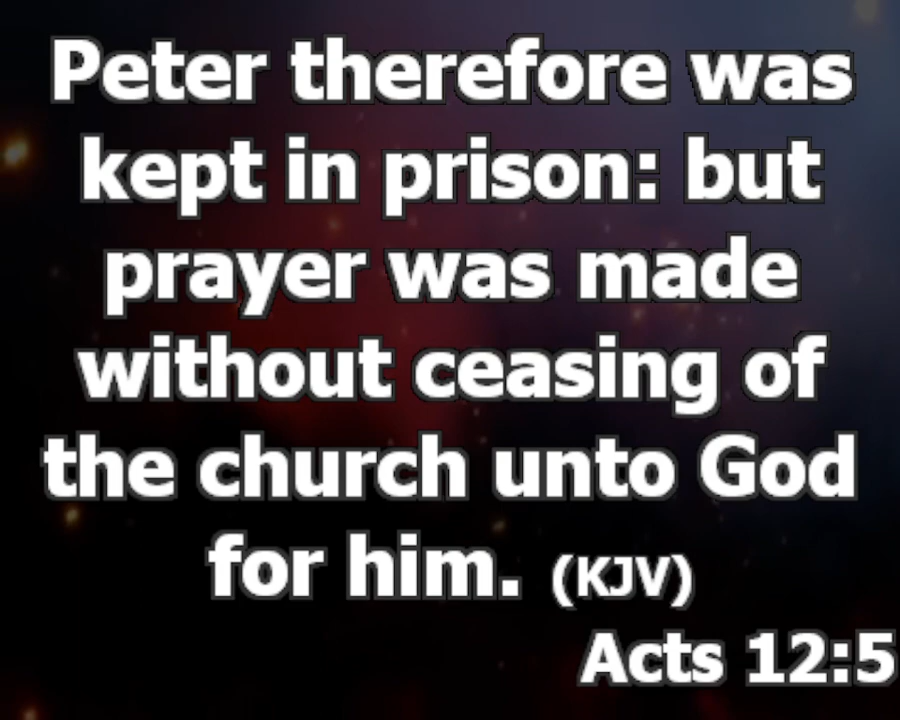 Peter therefore was
kept in prison: but
prayer was made
without ceasing of
the church unto God
for him. (KJV)
Acts 12:5